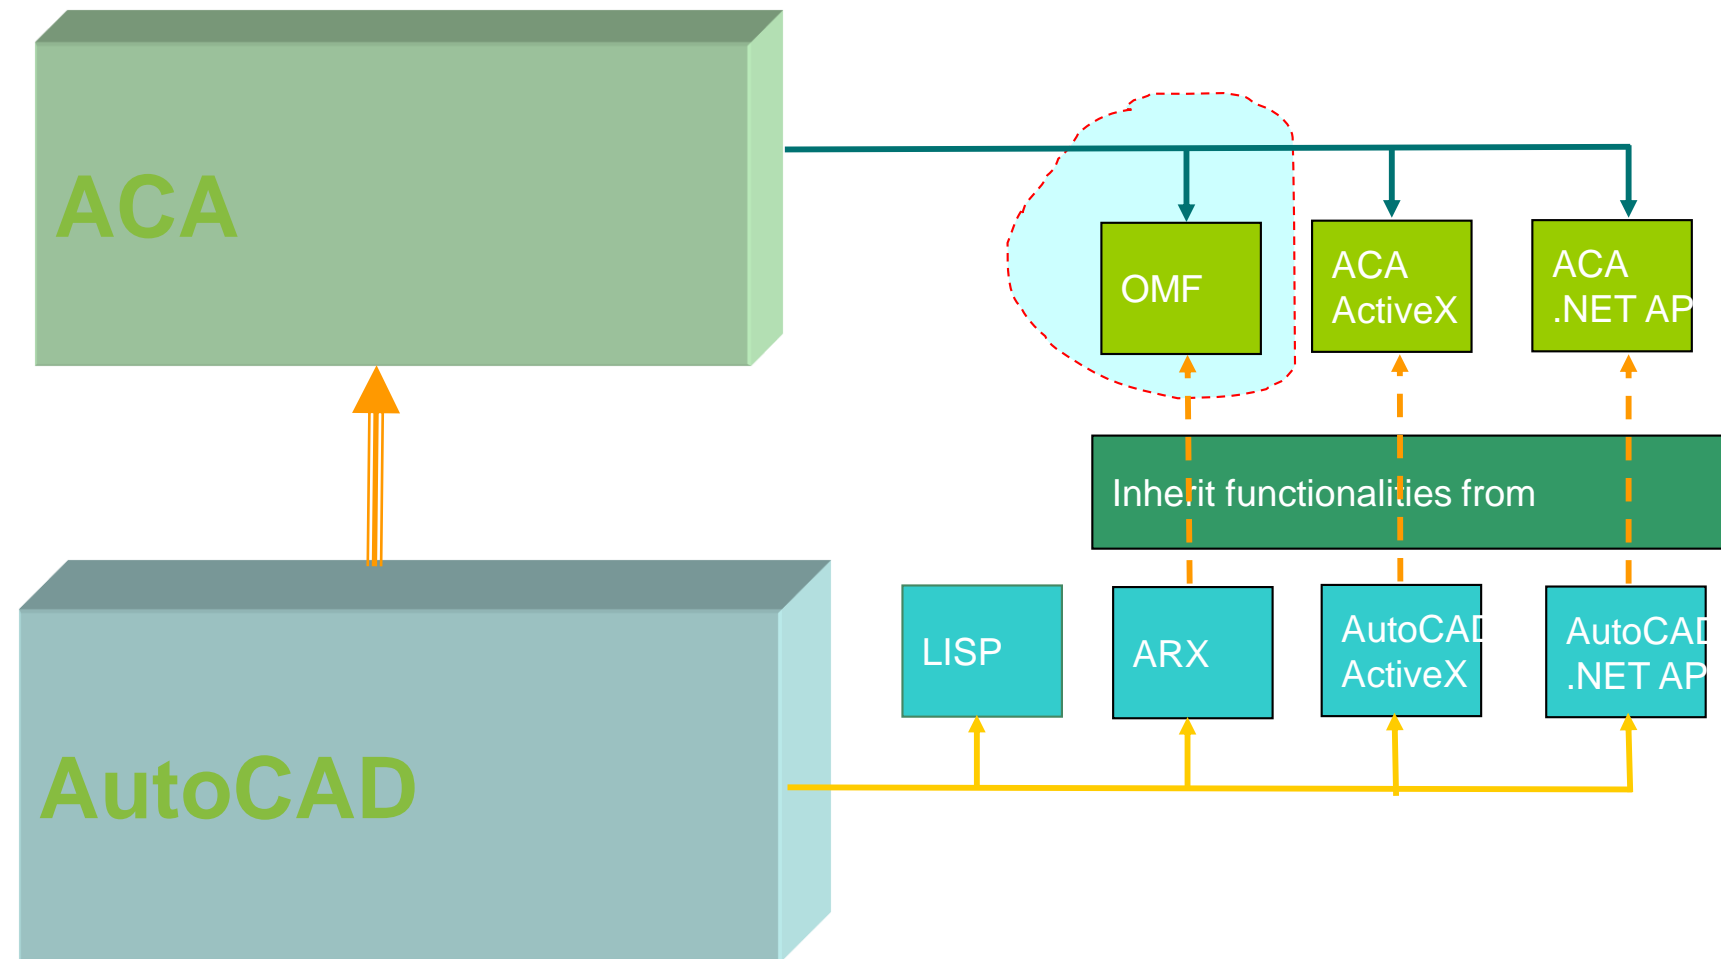 ACA
OMF
ACA
ActiveX
ACA
.NET AP
Inherit functionalities from
LISP
ARX
AutoCAD
ActiveX
AutoCAD
.NET AP
AutoCAD